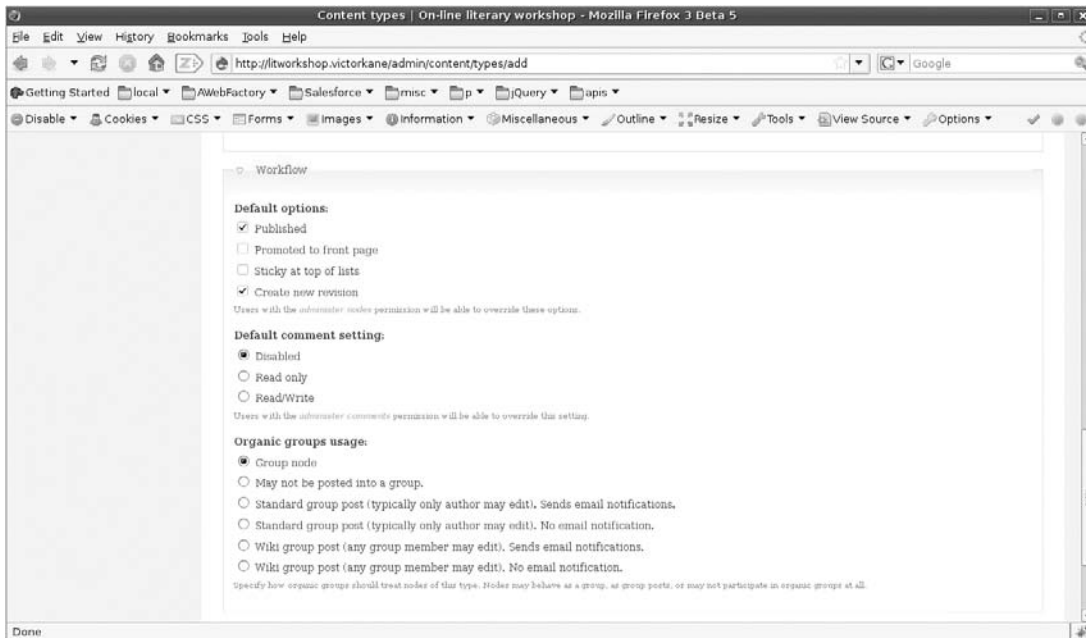 Content types | On-line literary workshop - Mozilla Firefox 3 Beta 5
File Edit View History Bookmarks Tools Help
http://litworkshop.victorkane/admin/content/types/add
Google
Getting Started local AWebFactory Salesforce misc p jQuery apis
Disable Cookies CSS Forms Images Information Miscellaneous Outline Resize Tools View Source Options
Workflow
Default options:
Published
Promoted to front page
Sticky at top of lists
Create new revision
Users with the administer nodes permission will be able to override these options.
Default comment setting:
Disabled
Read only
Read/Write
Users with the administer comments permission will be able to override this setting.
Organic groups usage:
Group node
May not be posted into a group.
Standard group post (typically only author may edit). Sends email notifications.
Standard group post (typically only author may edit). No email notification.
Wiki group post (any group member may edit). Sends email notifications.
Wiki group post (any group member may edit). No email notification.
Specify how organic groups should treat nodes of this type. Nodes may behave as a group, as group posts, or may not participate in organic groups at all.
Done